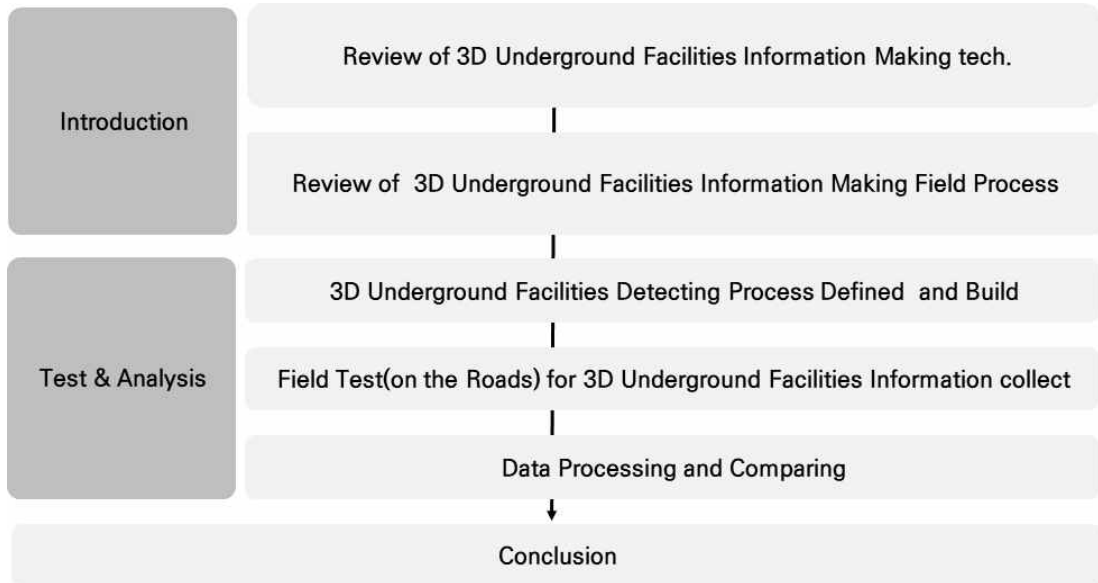 Introduction
Review of 3D Underground Facilities Information Making tech.
Review of 3D Underground Facilities Information Making Field Process
Test & Analysis
3D Underground Facilities Detecting Process Defined and Build
Field Test(on the Roads) for 3D Underground Facilities Information collect
Data Processing and Comparing
Conclusion